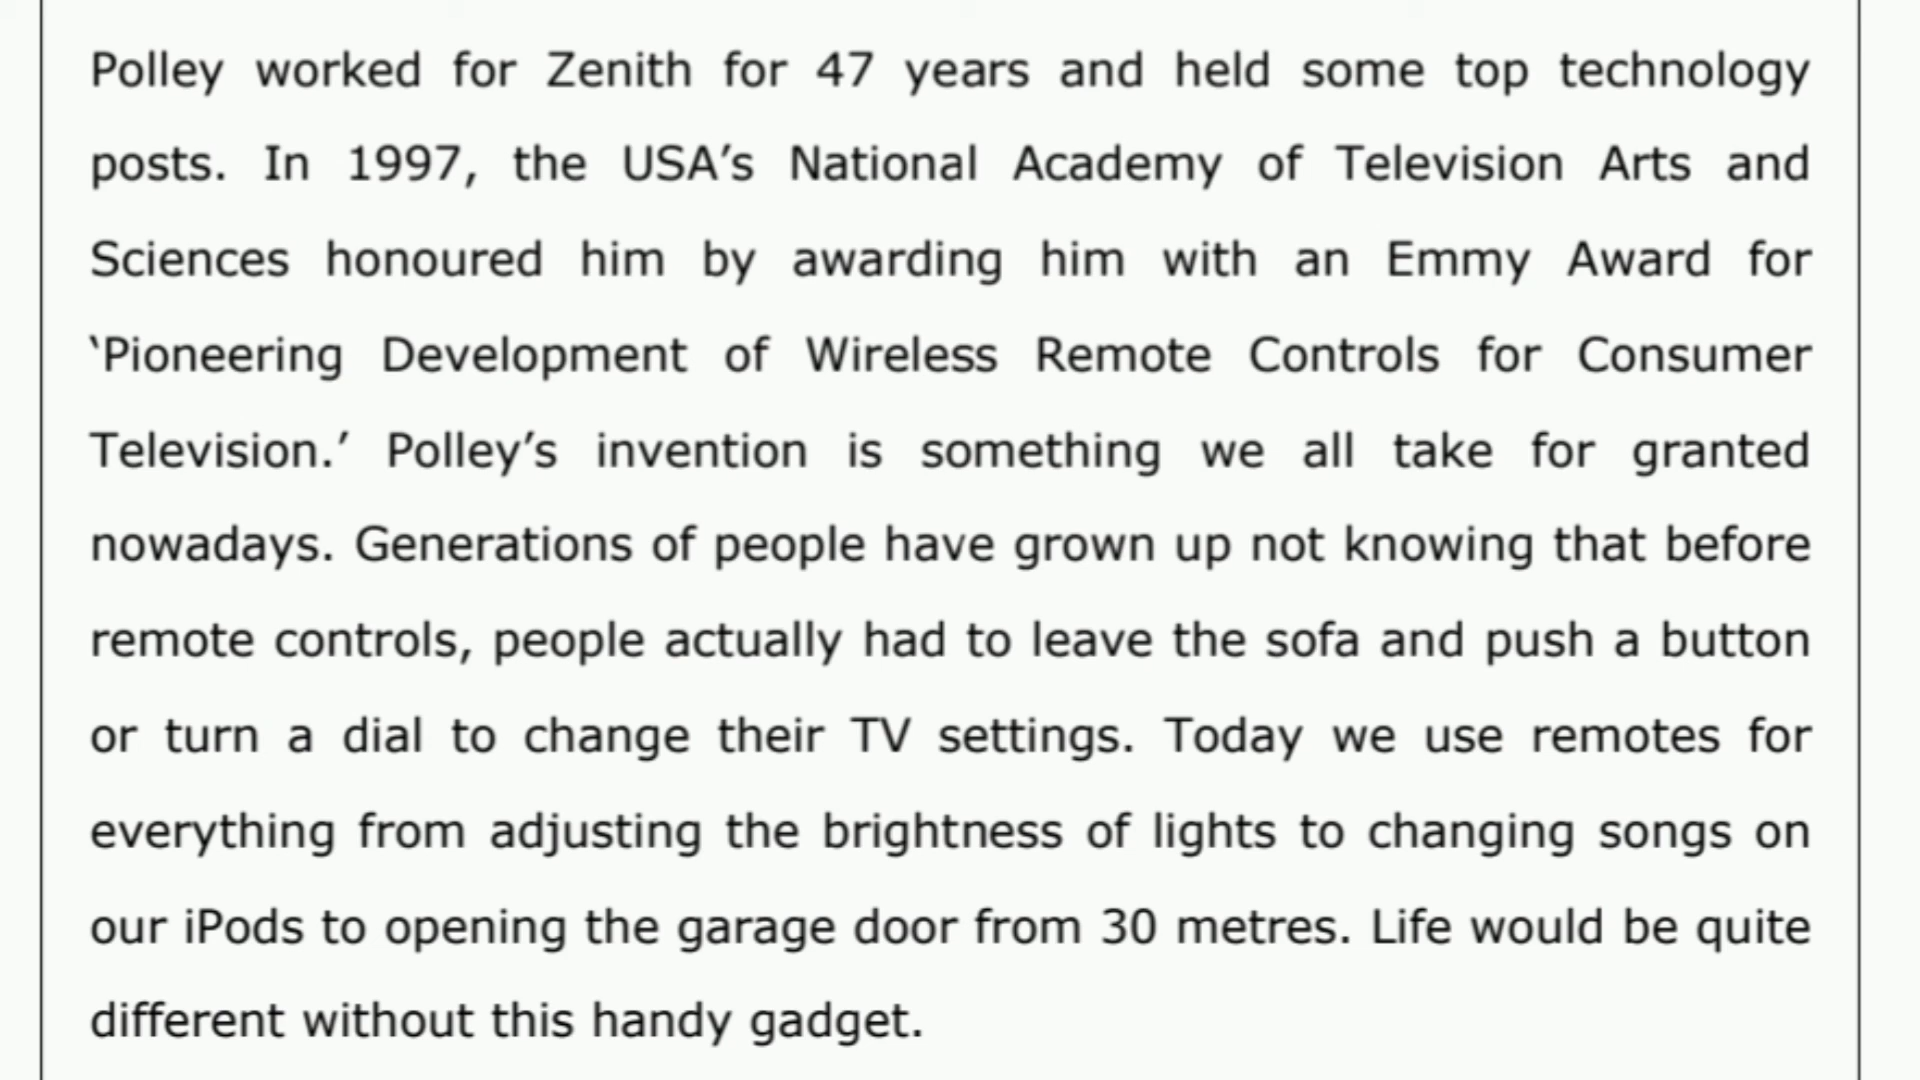 Polley worked for Zenith for 47 years and held some top technology
posts. In 1997, the USA’s National Academy of Television Arts and
Sciences honoured him by awarding him with an Emmy Award for
‘Pioneering Development of Wireless Remote Controls for Consumer
Television.’ Polley’s invention is something we all take for granted
nowadays. Generations of people have grown up not knowing that before
remote controls, people actually had to leave the sofa and push a button
or turn a dial to change their TV settings. Today we use remotes for
everything from adjusting the brightness of lights to changing songs on
our iPods to opening the garage door from 30 metres. Life would be quite
different without this handy gadget.